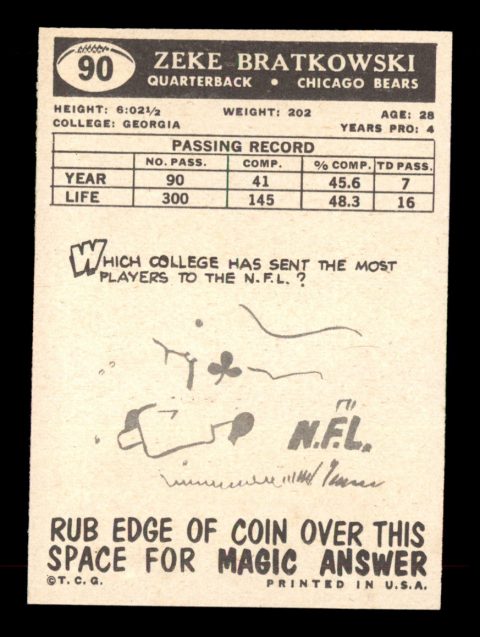 90
ZEKE BRATKOWSKI
QUARTERBACK • CHICAGO BEARS
HEIGHT: 6:02½ WEIGHT: 202 AGE: 28
COLLEGE: GEORGIA YEARS PRO: 4
PASSING RECORD
NO. PASS. COMP. % COMP. TD PASS.
YEAR 90 41 45.6 7
LIFE 300 145 48.3 16
WHICH COLLEGE HAS SENT THE MOST
PLAYERS TO THE N.F.L.?
N.F.L.
RUB EDGE OF COIN OVER THIS
SPACE FOR MAGIC ANSWER
©T.C.G. PRINTED IN U.S.A.